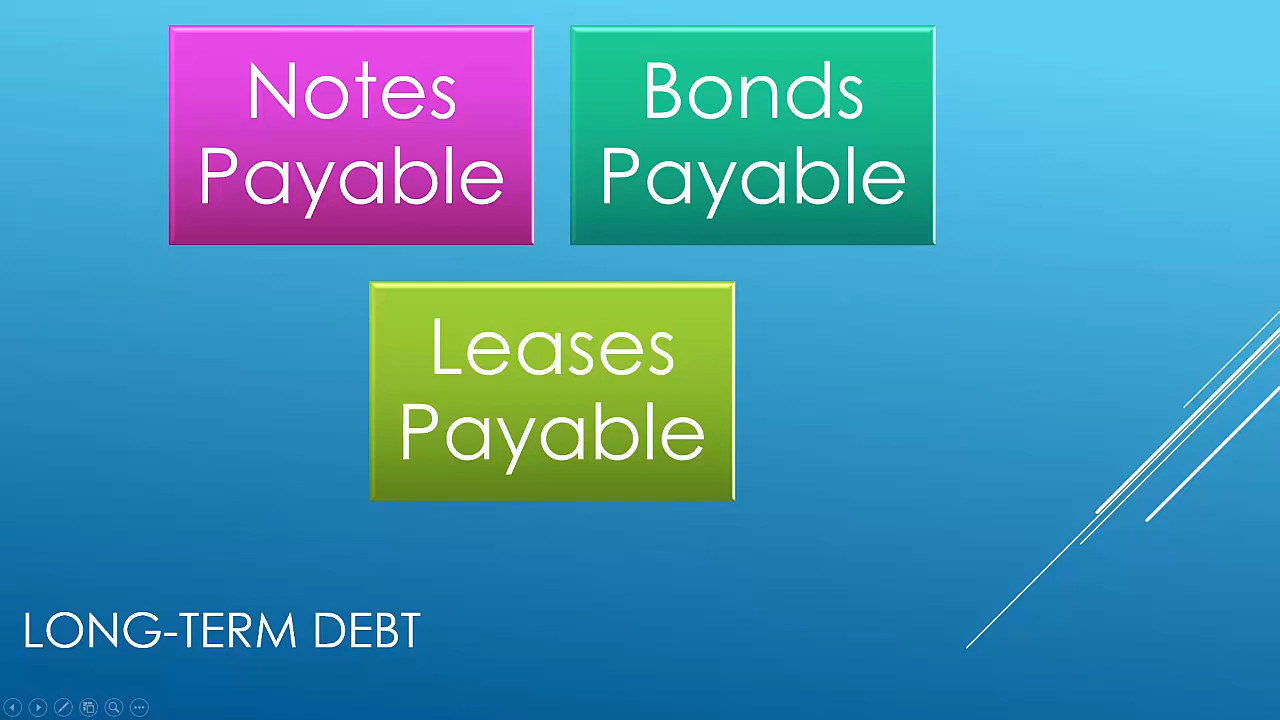 Notes
Payable
Bonds
Payable
Leases
Payable
LONG-TERM DEBT